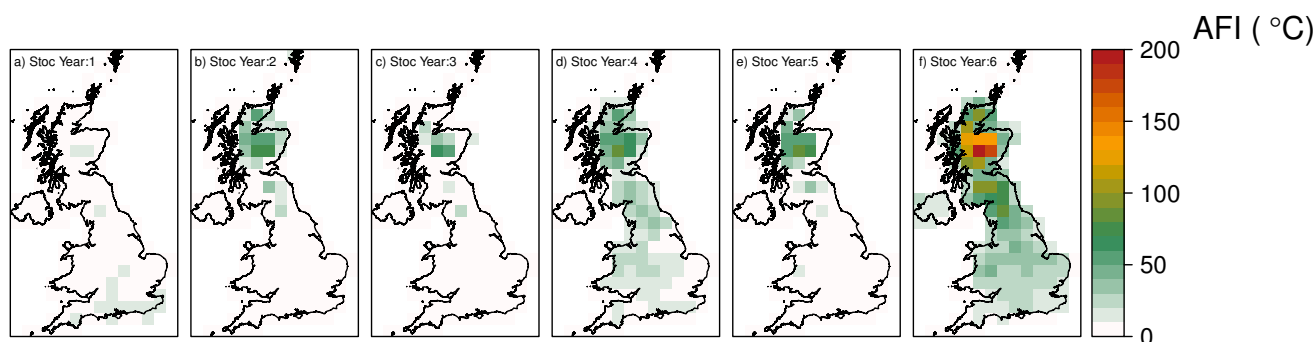 AFI ( °C)
a) Stoc Year:1
b) Stoc Year:2
c) Stoc Year:3
d) Stoc Year:4
e) Stoc Year:5
f) Stoc Year:6
200
150
100
50
0